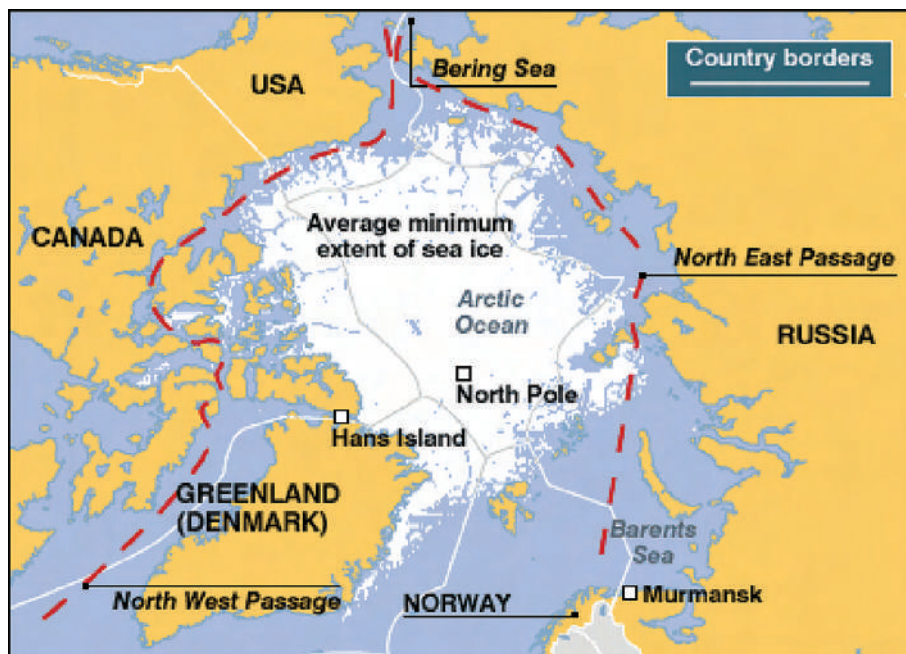 USA
Bering Sea
Country borders
Average minimum
extent of sea ice
CANADA
North East Passage
Arctic
Ocean
RUSSIA
North Pole
Hans Island
GREENLAND
(DENMARK)
Barents
Sea
North West Passage
NORWAY
Murmansk